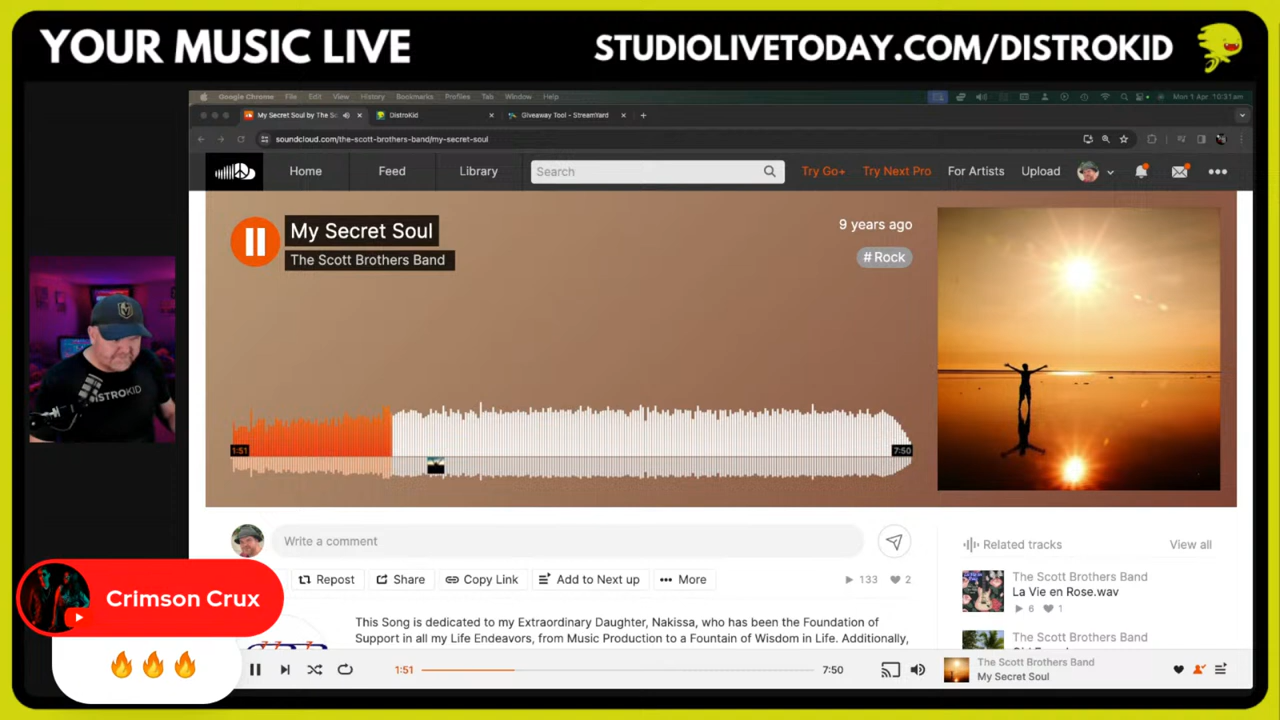 YOUR MUSIC LIVE
STUDIOLIVETODAY.COM/DISTROKID
Google Chrome File Edit View History Bookmarks Profiles Tab Window Help
Mon 1 Apr 10:31am
My Secret Soul by The Sc
DistroKid
Giveaway Tool - StreamYard
soundcloud.com/the-scott-brothers-band/my-secret-soul
Home Feed Library Search Try Go+ Try Next Pro For Artists Upload
My Secret Soul
The Scott Brothers Band
9 years ago
# Rock
DISTROKID
1:51
7:50
Write a comment
Repost Share Copy Link Add to Next up More
133 2
Related tracks View all
The Scott Brothers Band
La Vie en Rose.wav
6 1
The Scott Brothers Band
This Song is dedicated to my Extraordinary Daughter, Nakissa, who has been the Foundation of
Support in all my Life Endeavors, from Music Production to a Fountain of Wisdom in Life. Additionally,
Crimson Crux
1:51 7:50
The Scott Brothers Band
My Secret Soul